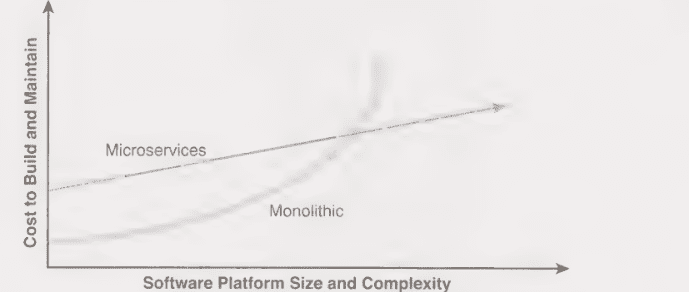 Cost to Build and Maintain
Microservices
Monolithic
Software Platform Size and Complexity